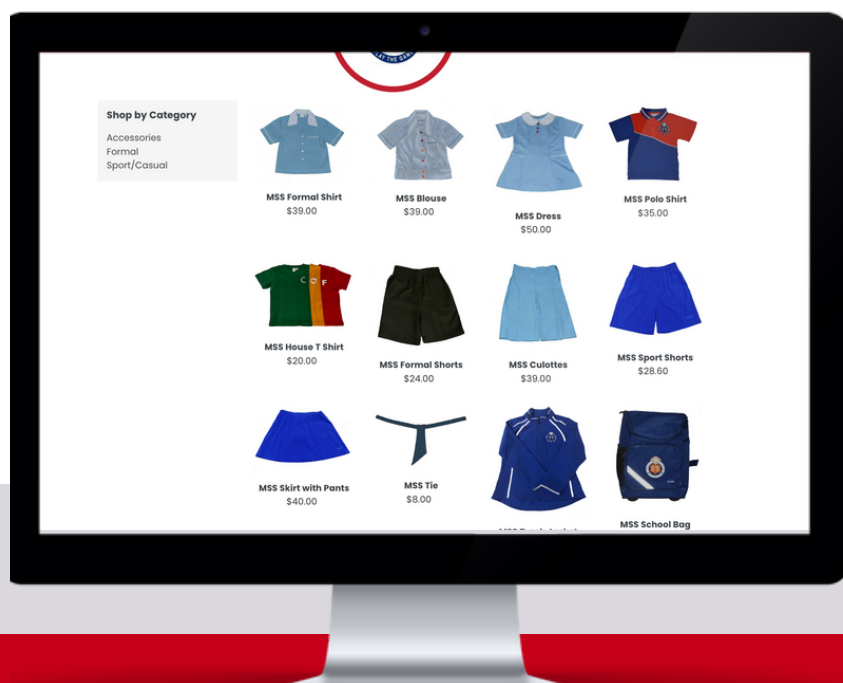 PLAY THE GAME
Shop by Category
Accessories
Formal
Sport/Casual
MSS Formal Shirt
$39.00
MSS Blouse
$39.00
MSS Dress
$50.00
MSS Polo Shirt
$35.00
C O F
MSS House T Shirt
$20.00
MSS Formal Shorts
$24.00
MSS Culottes
$39.00
MSS Sport Shorts
$28.60
MSS Skirt with Pants
$40.00
MSS Tie
$8.00
MSS School Bag